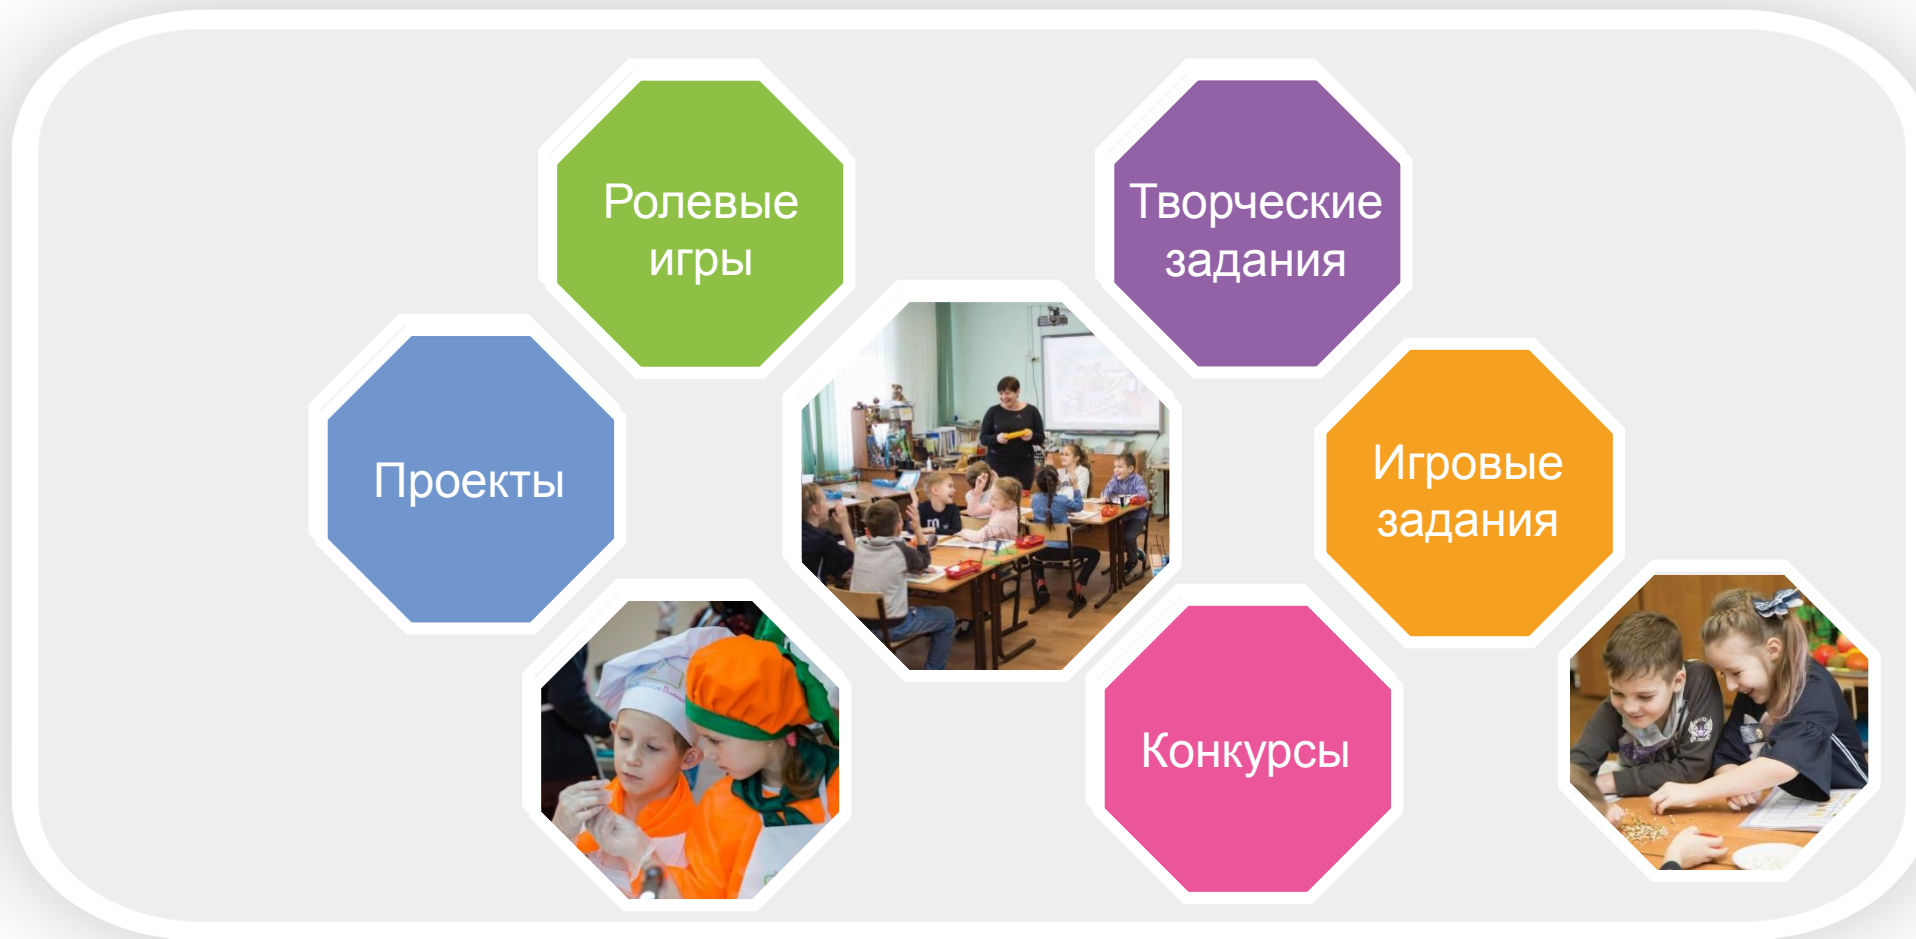 Ролевые
игры
Творческие
задания
Проекты
Игровые
задания
Конкурсы